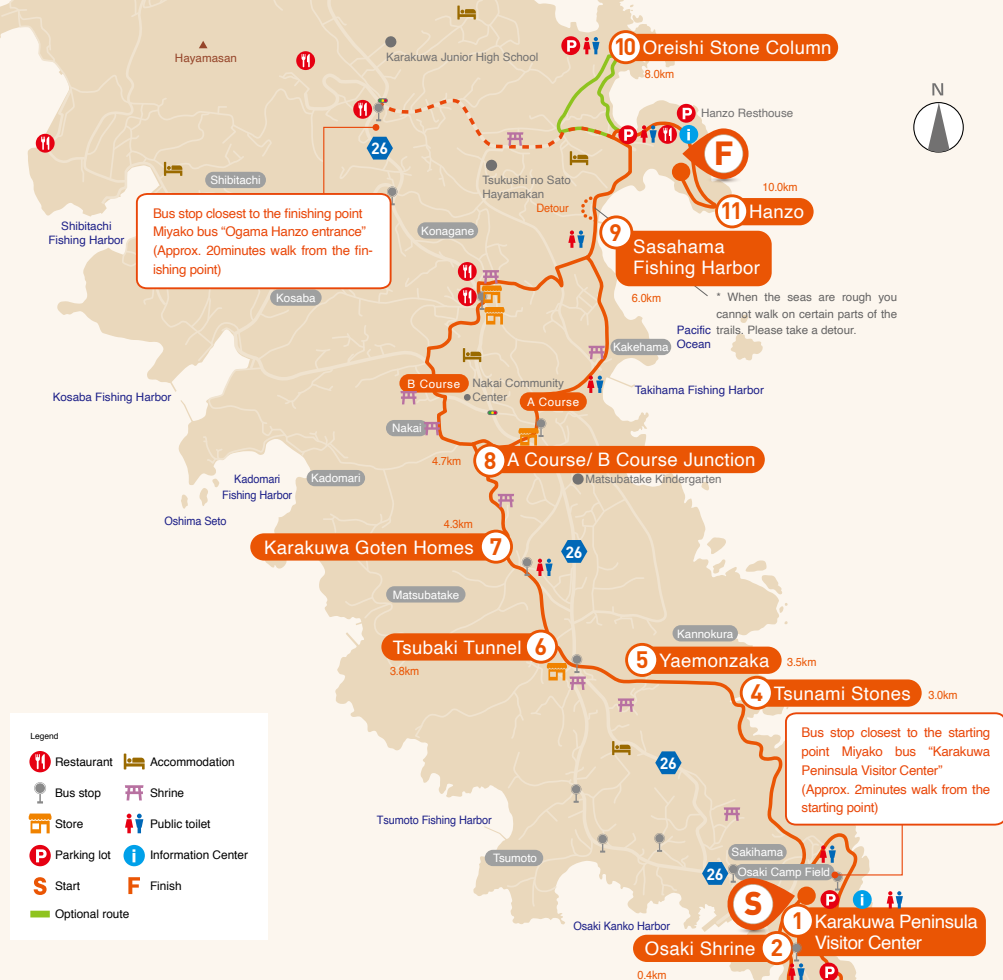 Hayamasan
Karakuwa Junior High School
P
10 Oreishi Stone Column
8.0km
N
P
Hanzo Resthouse
P
i
F
26
Shibitachi
Tsukushi no Sato
Hayamakan
10.0km
11 Hanzo
Bus stop closest to the finishing point
Miyako bus “Ogama Hanzo entrance”
(Approx. 20minutes walk from the fin-
ishing point)
Shibitachi
Fishing Harbor
Detour
Konagane
9
Sasahama
Fishing Harbor
6.0km
* When the seas are rough you
cannot walk on certain parts of the
trails. Please take a detour.
Kosaba
Pacific
Ocean
Kakehama
B Course
Nakai Community
Center
A Course
Takihama Fishing Harbor
Kosaba Fishing Harbor
Nakai
4.7km
8 A Course/ B Course Junction
Kadomari
Fishing Harbor
Kadomari
Matsubatake Kindergarten
Oshima Seto
4.3km
Karakuwa Goten Homes 7
26
Matsubatake
Kannokura
Tsubaki Tunnel 6
3.8km
5 Yaemonzaka
3.5km
4 Tsunami Stones
3.0km
Bus stop closest to the starting
point Miyako bus “Karakuwa
Peninsula Visitor Center”
(Approx. 2minutes walk from the
starting point)
26
Legend
Restaurant
Accommodation
Bus stop
Shrine
Store
Public toilet
P Parking lot
i Information Center
S Start
F Finish
Optional route
Tsumoto Fishing Harbor
Tsumoto
Sakihama
26
Osaki Camp Field
S
P
i
Osaki Kanko Harbor
1 Karakuwa Peninsula
Visitor Center
Osaki Shrine 2
0.4km
P